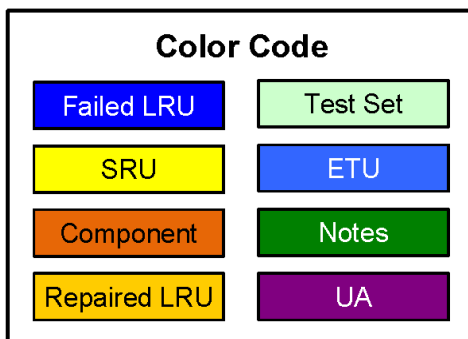 Color Code
Failed LRU
Test Set
SRU
ETU
Component
Notes
Repaired LRU
UA